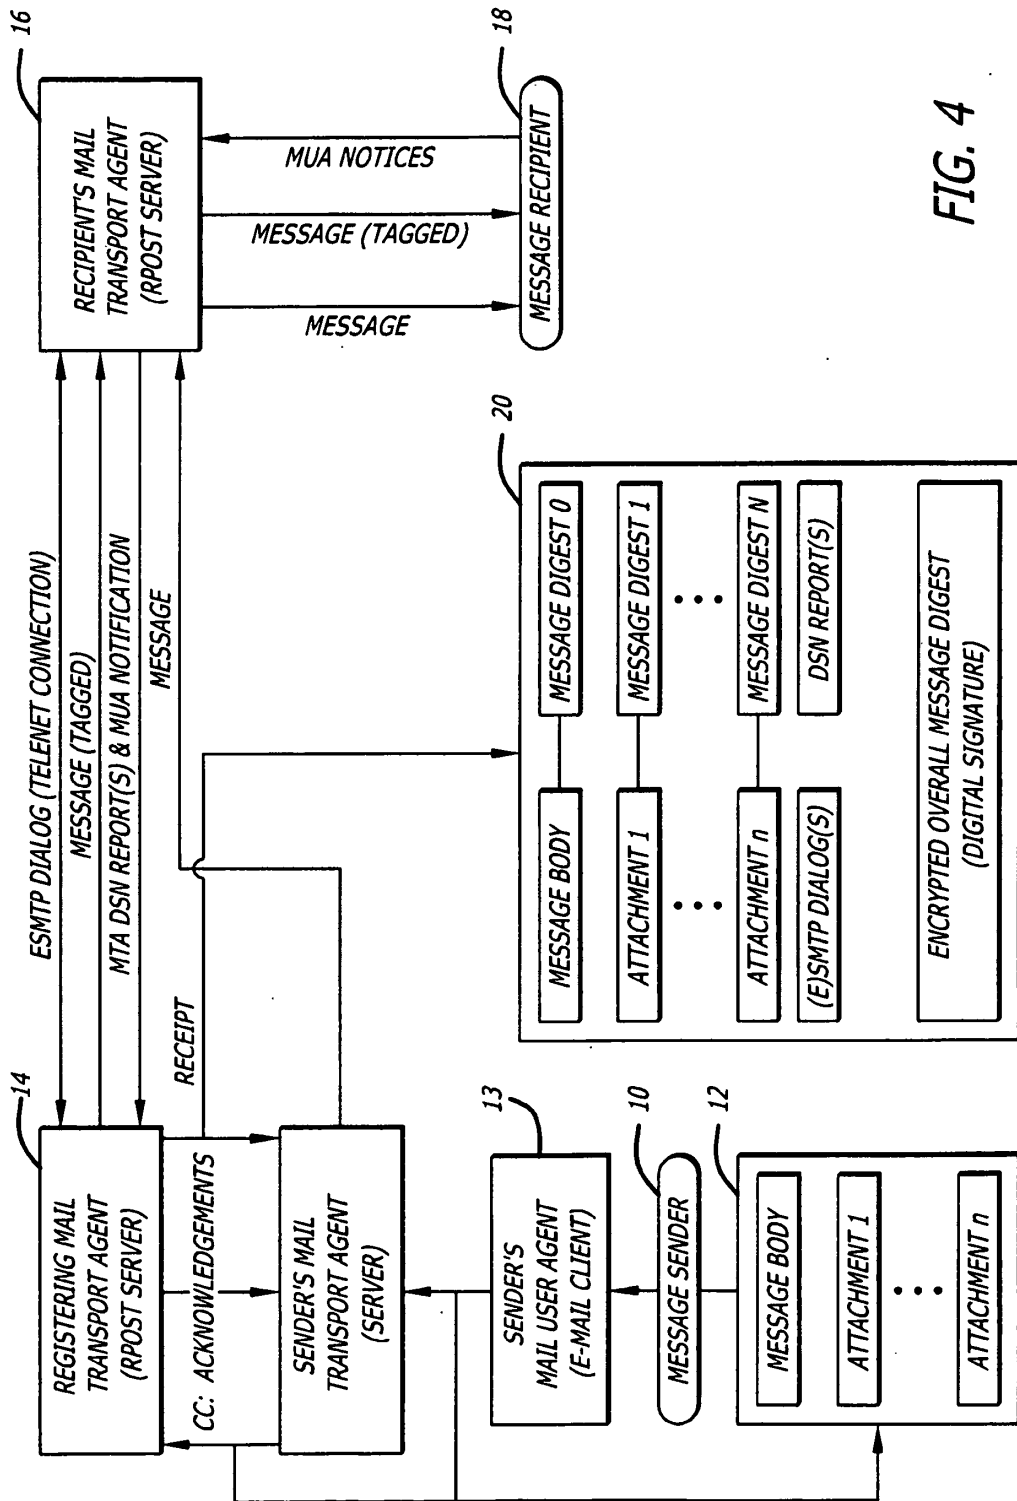 14
REGISTERING MAIL
TRANSPORT AGENT
(RPOST SERVER)
ESMTP DIALOG (TELENET CONNECTION)
MESSAGE (TAGGED)
MTA DSN REPORT(S) & MUA NOTIFICATION
MESSAGE
16
RECIPIENT'S MAIL
TRANSPORT AGENT
(RPOST SERVER)
CC: ACKNOWLEDGEMENTS
RECEIPT
SENDER'S MAIL
TRANSPORT AGENT
(SERVER)
MESSAGE
MESSAGE (TAGGED)
MUA NOTICES
13
SENDER'S
MAIL USER AGENT
(E-MAIL CLIENT)
10
MESSAGE SENDER
12
MESSAGE BODY
ATTACHMENT 1
ATTACHMENT n
20
MESSAGE BODY
MESSAGE DIGEST 0
ATTACHMENT 1
MESSAGE DIGEST 1
ATTACHMENT n
MESSAGE DIGEST N
(E)SMTP DIALOG(S)
DSN REPORT(S)
ENCRYPTED OVERALL MESSAGE DIGEST
(DIGITAL SIGNATURE)
18
MESSAGE RECIPIENT
FIG. 4